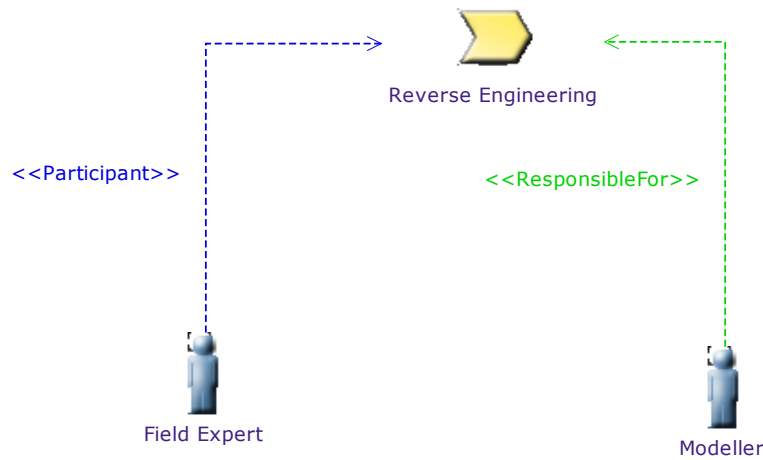 Reverse Engineering
<<Participant>>
<<ResponsibleFor>>
Field Expert
Modeller